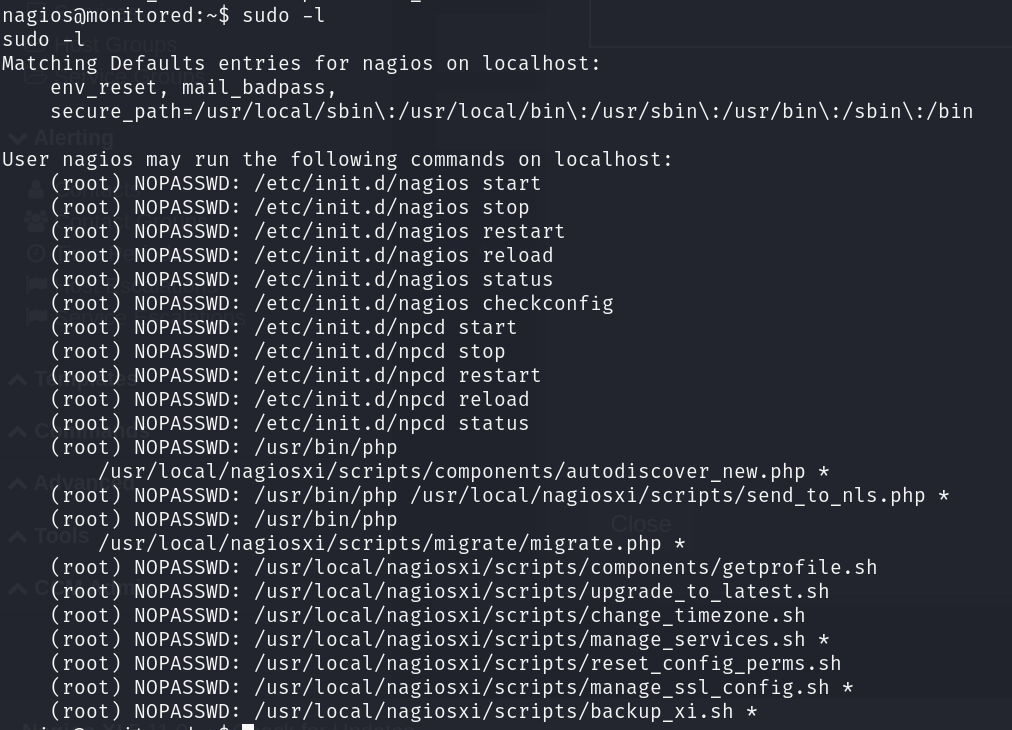 nagios@monitored:~$ sudo -l
sudo -l
Matching Defaults entries for nagios on localhost:
    env_reset, mail_badpass,
    secure_path=/usr/local/sbin\:/usr/local/bin\:/usr/sbin\:/usr/bin\:/sbin\:/bin

User nagios may run the following commands on localhost:
    (root) NOPASSWD: /etc/init.d/nagios start
    (root) NOPASSWD: /etc/init.d/nagios stop
    (root) NOPASSWD: /etc/init.d/nagios restart
    (root) NOPASSWD: /etc/init.d/nagios reload
    (root) NOPASSWD: /etc/init.d/nagios status
    (root) NOPASSWD: /etc/init.d/nagios checkconfig
    (root) NOPASSWD: /etc/init.d/npcd start
    (root) NOPASSWD: /etc/init.d/npcd stop
    (root) NOPASSWD: /etc/init.d/npcd restart
    (root) NOPASSWD: /etc/init.d/npcd reload
    (root) NOPASSWD: /etc/init.d/npcd status
    (root) NOPASSWD: /usr/bin/php
        /usr/local/nagiosxi/scripts/components/autodiscover_new.php *
    (root) NOPASSWD: /usr/bin/php /usr/local/nagiosxi/scripts/send_to_nls.php *
    (root) NOPASSWD: /usr/bin/php
        /usr/local/nagiosxi/scripts/migrate/migrate.php *
    (root) NOPASSWD: /usr/local/nagiosxi/scripts/components/getprofile.sh
    (root) NOPASSWD: /usr/local/nagiosxi/scripts/upgrade_to_latest.sh
    (root) NOPASSWD: /usr/local/nagiosxi/scripts/change_timezone.sh
    (root) NOPASSWD: /usr/local/nagiosxi/scripts/manage_services.sh *
    (root) NOPASSWD: /usr/local/nagiosxi/scripts/reset_config_perms.sh
    (root) NOPASSWD: /usr/local/nagiosxi/scripts/manage_ssl_config.sh *
    (root) NOPASSWD: /usr/local/nagiosxi/scripts/backup_xi.sh *
Host Groups
Alerting
Tools
Close